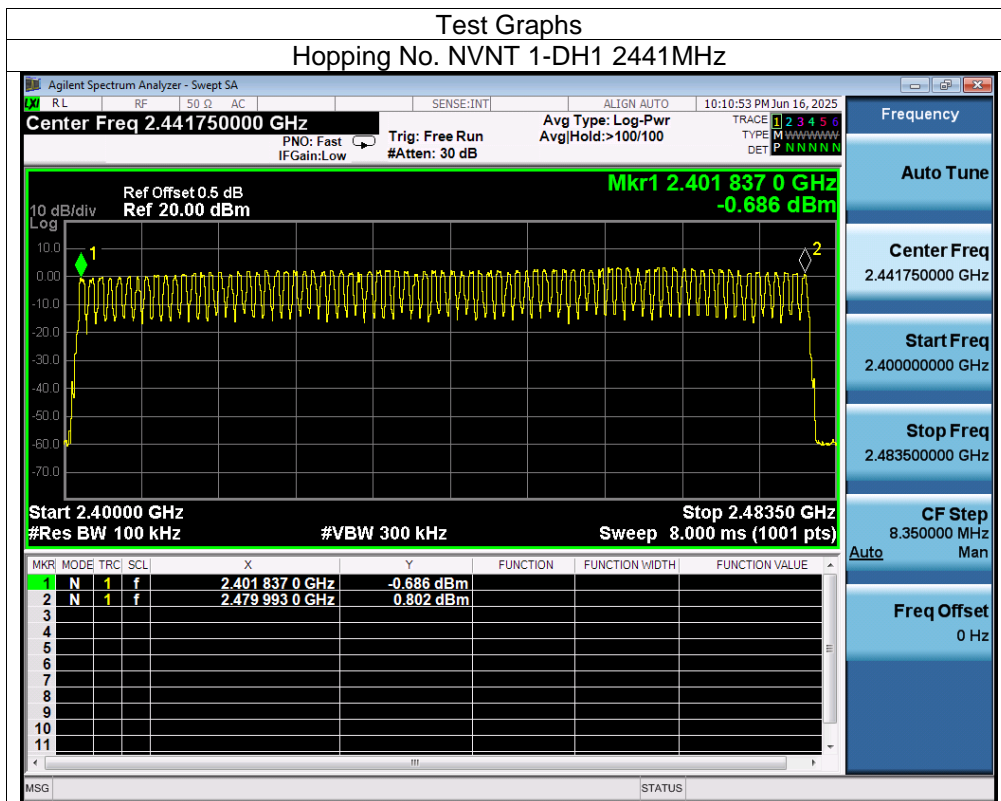 Test Graphs
Hopping No. NVNT 1-DH1 2441MHz
Agilent Spectrum Analyzer - Swept SA
LXI RL RF 50 Ω AC SENSE:INT ALIGN AUTO 10:10:53 PM Jun 16, 2025
Center Freq 2.441750000 GHz
PNO: Fast
IFGain:Low
Trig: Free Run
#Atten: 30 dB
Avg Type: Log-Pwr
Avg|Hold:>100/100
TRACE 1 2 3 4 5 6
TYPE M WWWWW
DET P N N N N N
Ref Offset 0.5 dB
10 dB/div Ref 20.00 dBm
Log
Mkr1 2.401 837 0 GHz
-0.686 dBm
10.0
0.00
-10.0
-20.0
-30.0
-40.0
-50.0
-60.0
-70.0
1
2
Start 2.40000 GHz Stop 2.48350 GHz
#Res BW 100 kHz #VBW 300 kHz Sweep 8.000 ms (1001 pts)
MKR MODE TRC SCL X Y FUNCTION FUNCTION WIDTH FUNCTION VALUE
1 N 1 f 2.401 837 0 GHz -0.686 dBm
2 N 1 f 2.479 993 0 GHz 0.802 dBm
3
4
5
6
7
8
9
10
11
MSG STATUS
Frequency
Auto Tune
Center Freq
2.441750000 GHz
Start Freq
2.400000000 GHz
Stop Freq
2.483500000 GHz
CF Step
8.350000 MHz
Auto Man
Freq Offset
0 Hz